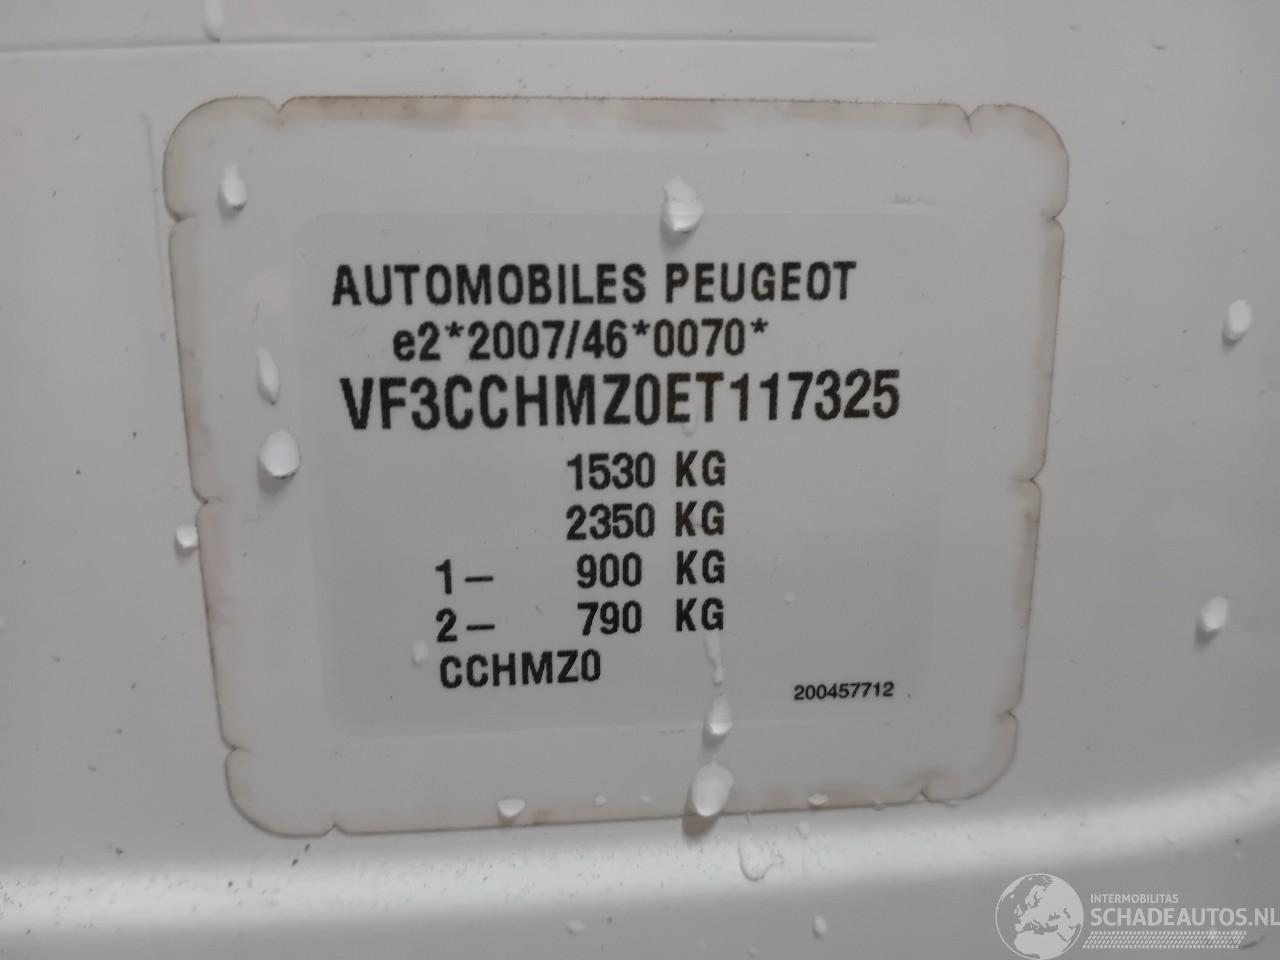 AUTOMOBILES PEUGEOT
e2*2007/46*0070*
VF3CCHMZ0ET117325
1530 KG
2350 KG
1- 900 KG
2- 790 KG
CCHMZ0
200457712
INTERMOBILITAS
SCHADEAUTOS.NL